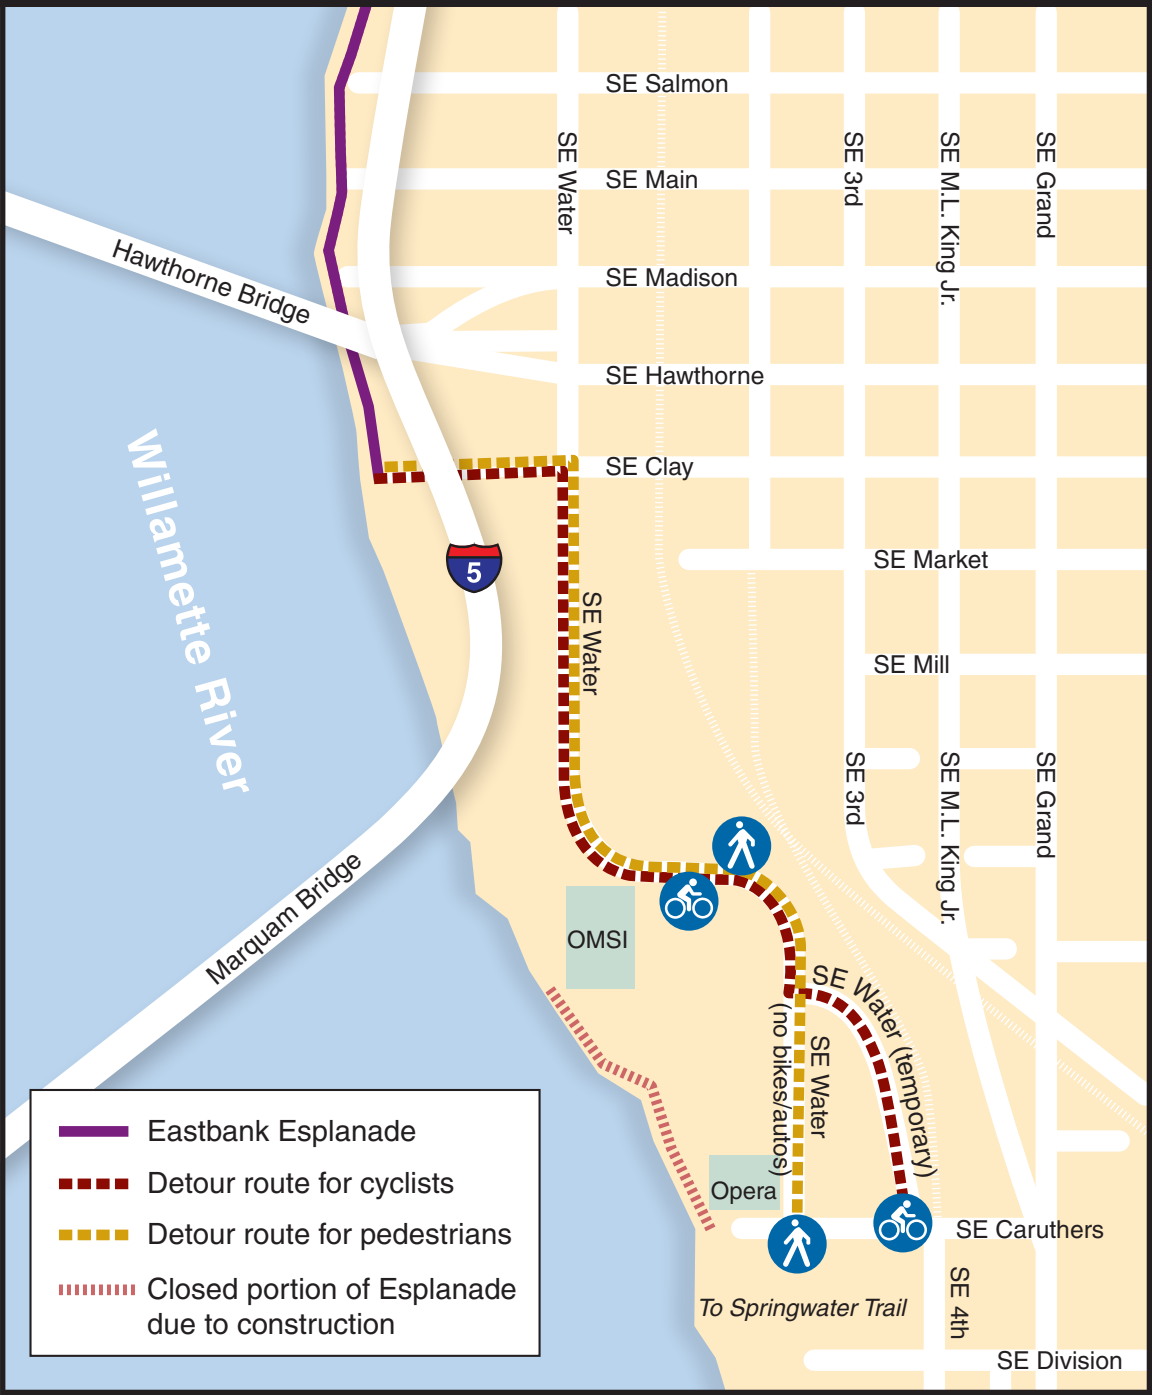 SE Salmon
SE Water
SE Main
SE 3rd
SE M.L. King Jr.
SE Grand
Hawthorne Bridge
SE Madison
SE Hawthorne
SE Clay
Willamette River
5
SE Market
SE Water
SE Mill
SE 3rd
SE M.L. King Jr.
SE Grand
Marquam Bridge
OMSI
SE Water (temporary)
SE Water
(no bikes/autos)
Opera
SE Caruthers
To Springwater Trail
SE 4th
SE Division
Eastbank Esplanade
Detour route for cyclists
Detour route for pedestrians
Closed portion of Esplanade
due to construction